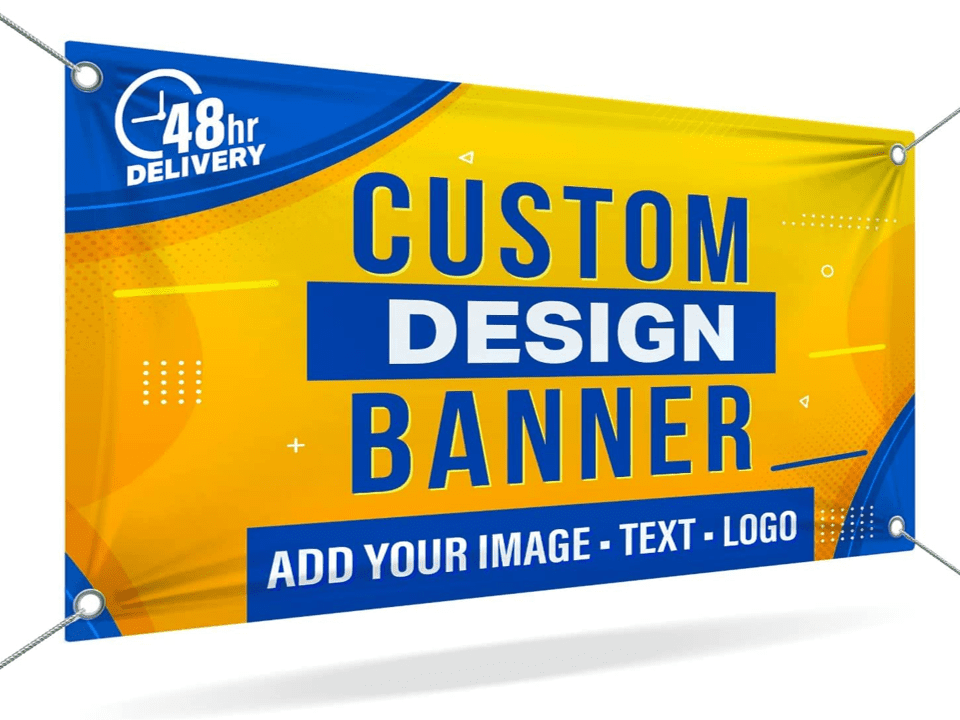 48hr
DELIVERY
CUSTOM
DESIGN
BANNER
ADD YOUR IMAGE ▪ TEXT ▪ LOGO